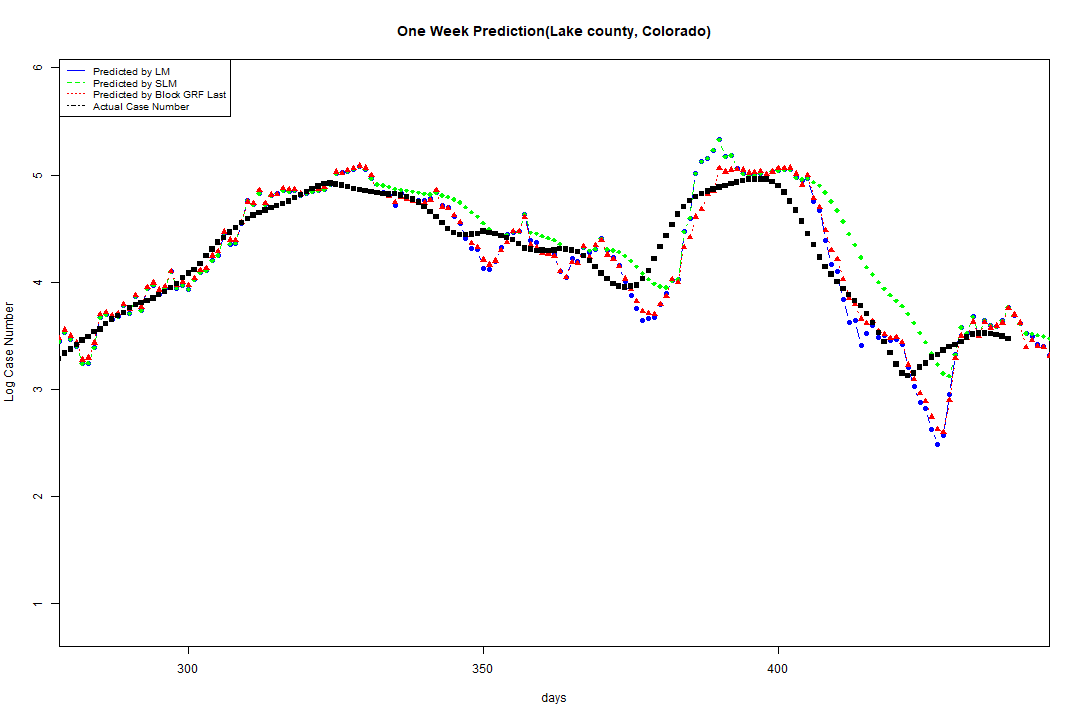 One Week Prediction(Lake county, Colorado)
Predicted by LM
Predicted by SLM
Predicted by Block GRF Last
Actual Case Number
Log Case Number
6
5
4
3
2
1
300
350
400
days